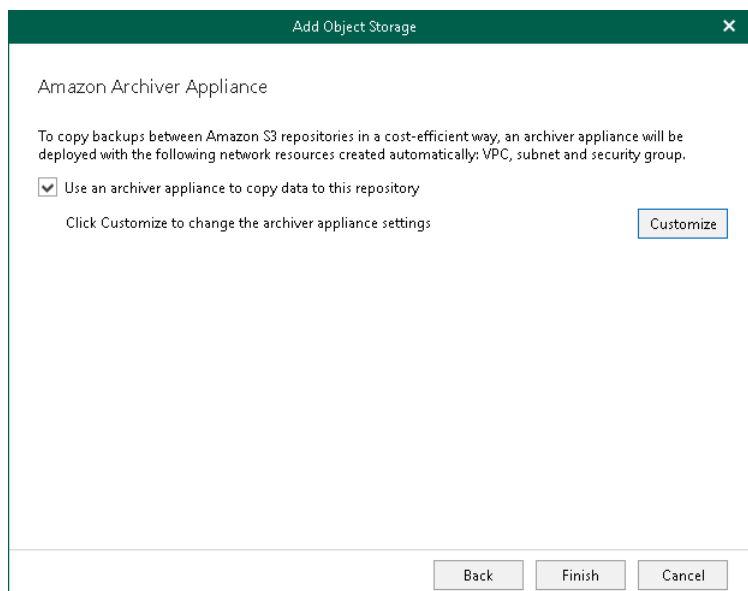 Add Object Storage
Amazon Archiver Appliance
To copy backups between Amazon S3 repositories in a cost-efficient way, an archiver appliance will be
deployed with the following network resources created automatically: VPC, subnet and security group.
Use an archiver appliance to copy data to this repository
Click Customize to change the archiver appliance settings
Customize
Back
Finish
Cancel